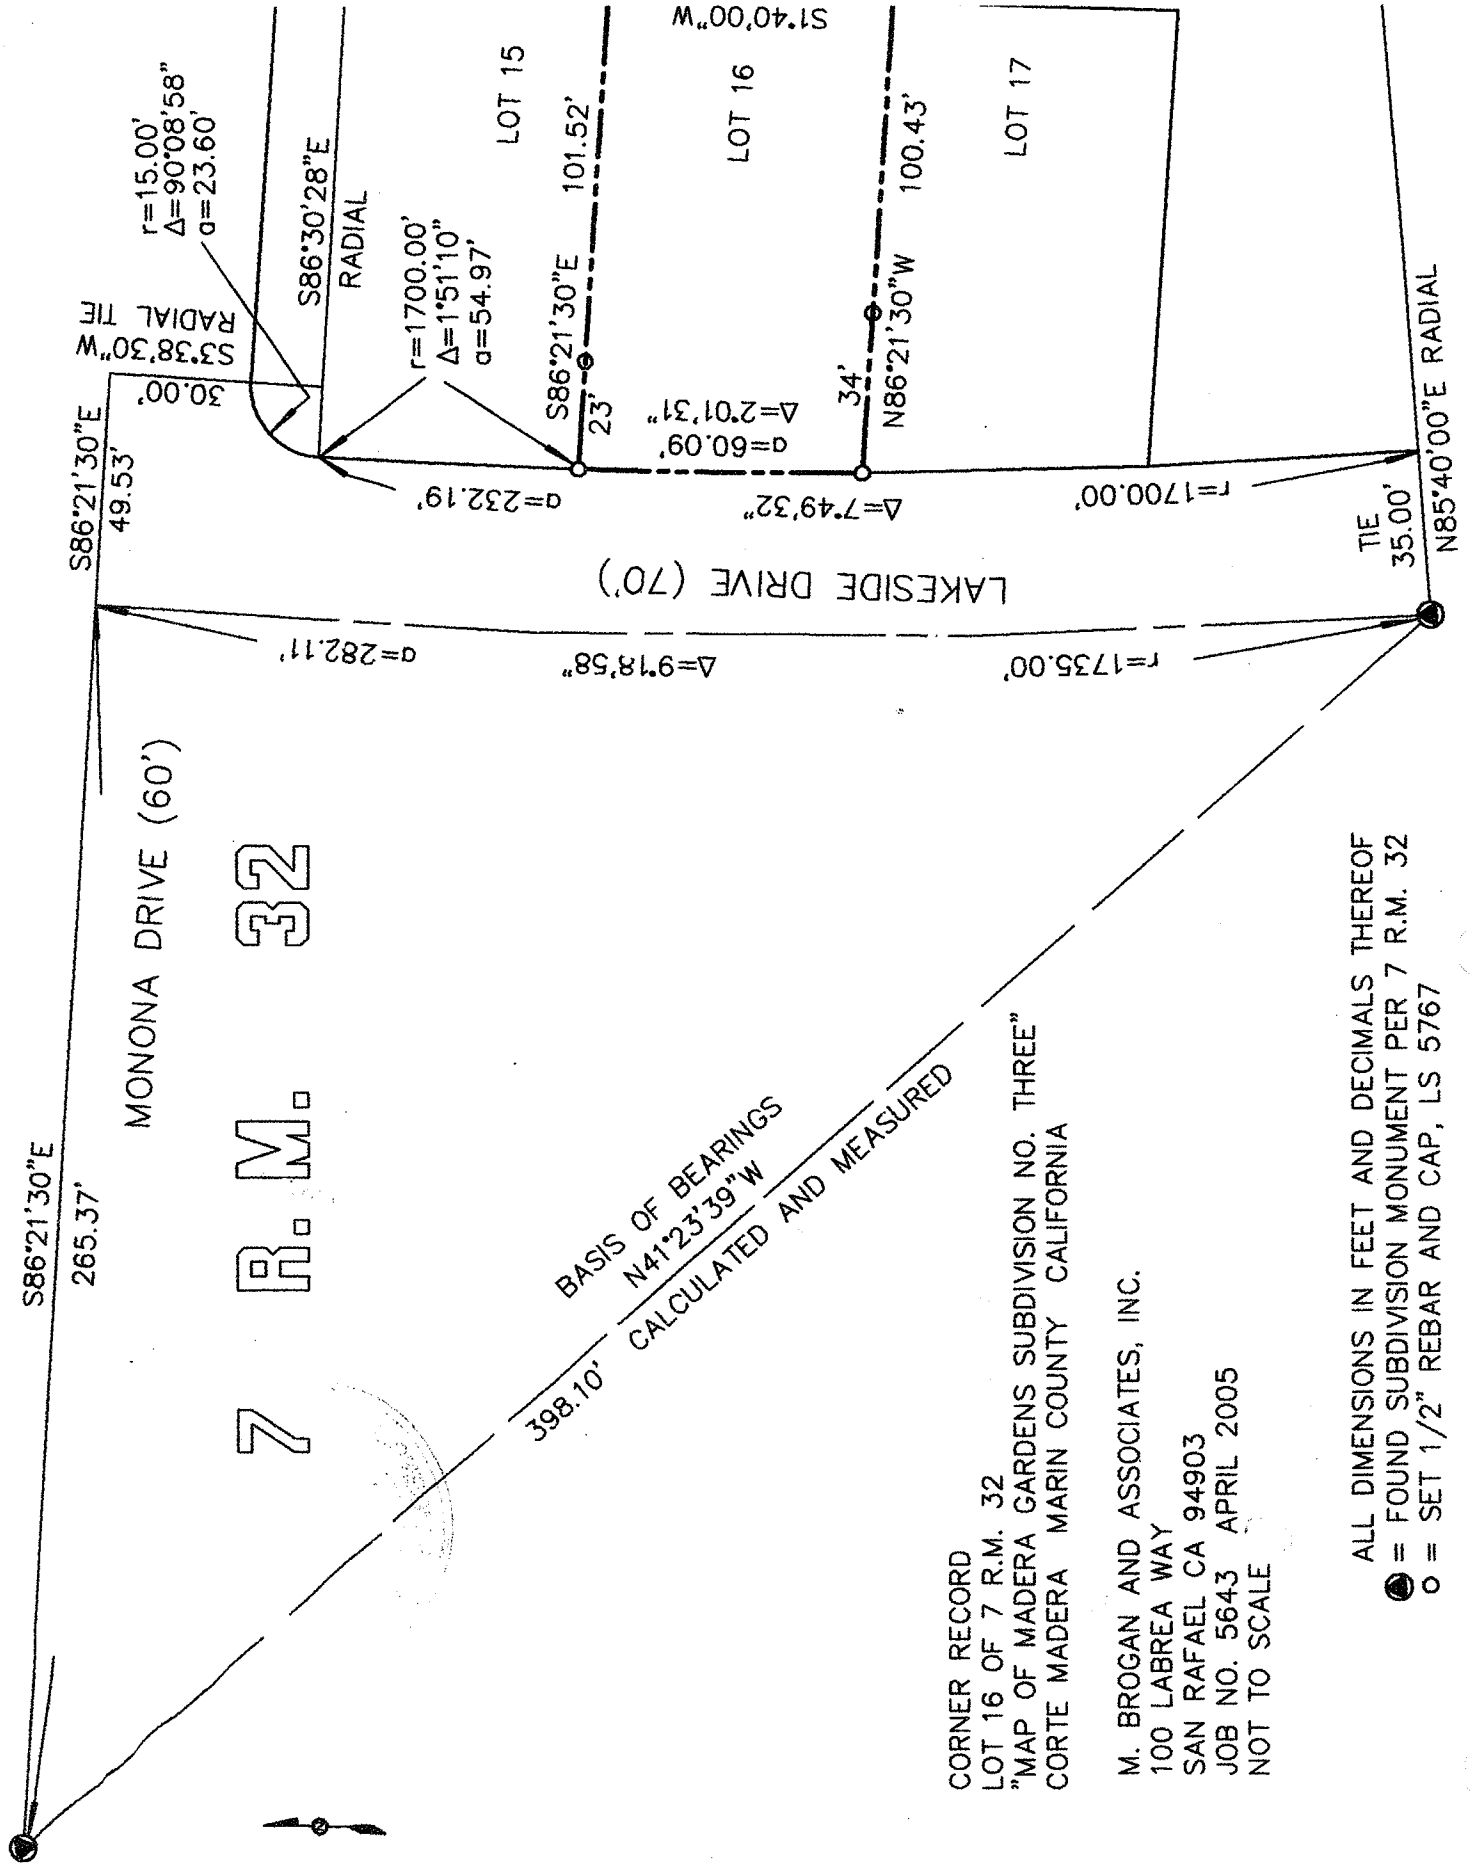 S86°21'30"E
265.37'
MONONA DRIVE (60')
7 R.M. 32
S86°21'30"E
49.53'
S3°38'30"W
RADIAL TIE
30.00'
r=15.00'
Δ=90°08'58"
a=23.60'
S86°30'28"E
RADIAL
r=1700.00'
Δ=1°51'10"
a=54.97'
LOT 15
S86°21'30"E 101.52'
23'
LOT 16
S1°40'00"W
a=60.09'
Δ=2°01'31"
34'
N86°21'30"W 100.43'
LOT 17
a=232.19'
Δ=7°49'32"
r=1700.00'
LAKESIDE DRIVE (70')
a=282.11'
Δ=9°18'58"
r=1735.00'
TIE
35.00'
N85°40'00"E RADIAL
BASIS OF BEARINGS
N41°23'39"W
398.10' CALCULATED AND MEASURED
CORNER RECORD
LOT 16 OF 7 R.M. 32
"MAP OF MADERA GARDENS SUBDIVISION NO. THREE"
CORTE MADERA MARIN COUNTY CALIFORNIA
M. BROGAN AND ASSOCIATES, INC.
100 LABREA WAY
SAN RAFAEL CA 94903
JOB NO. 5643 APRIL 2005
NOT TO SCALE
ALL DIMENSIONS IN FEET AND DECIMALS THEREOF
= FOUND SUBDIVISION MONUMENT PER 7 R.M. 32
= SET 1/2" REBAR AND CAP, LS 5767